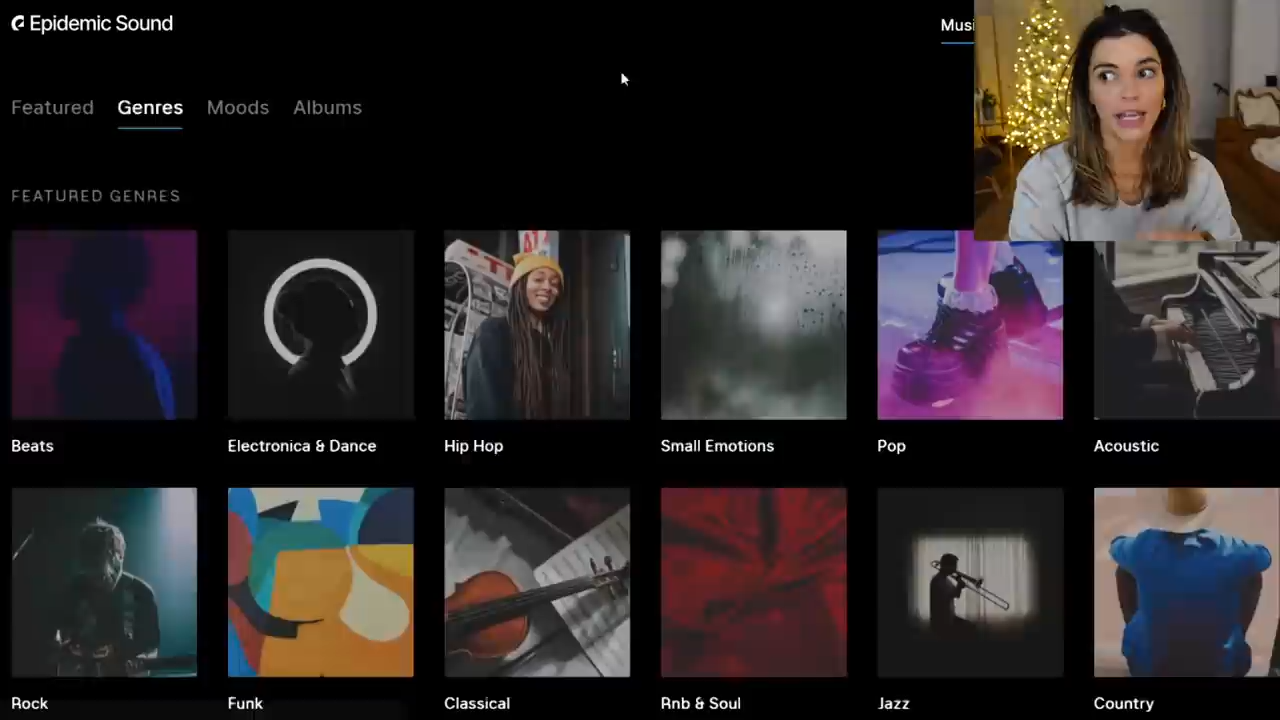 Epidemic Sound
Musi
Featured Genres Moods Albums
FEATURED GENRES
Beats Electronica & Dance Hip Hop Small Emotions Pop Acoustic
Rock Funk Classical Rnb & Soul Jazz Country